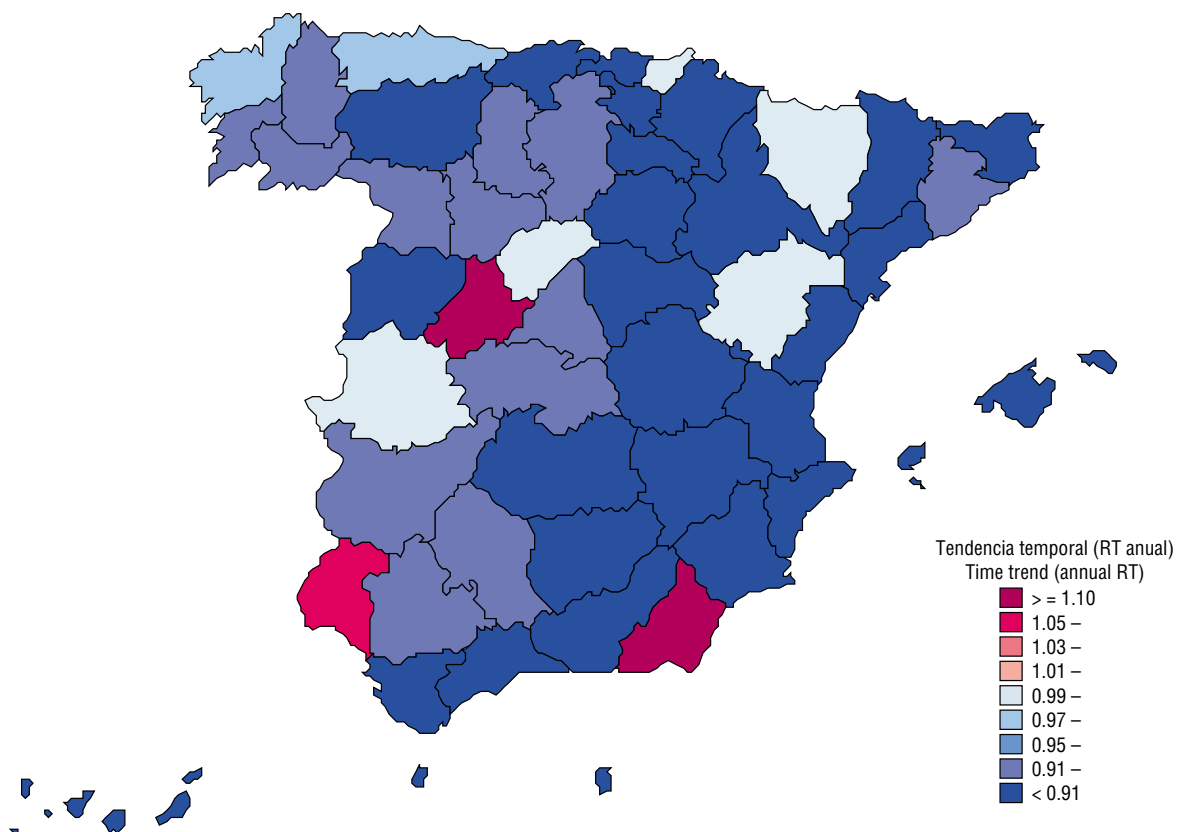 Tendencia temporal (RT anual)
Time trend (annual RT)
> = 1.10
1.05 –
1.03 –
1.01 –
0.99 –
0.97 –
0.95 –
0.91 –
< 0.91